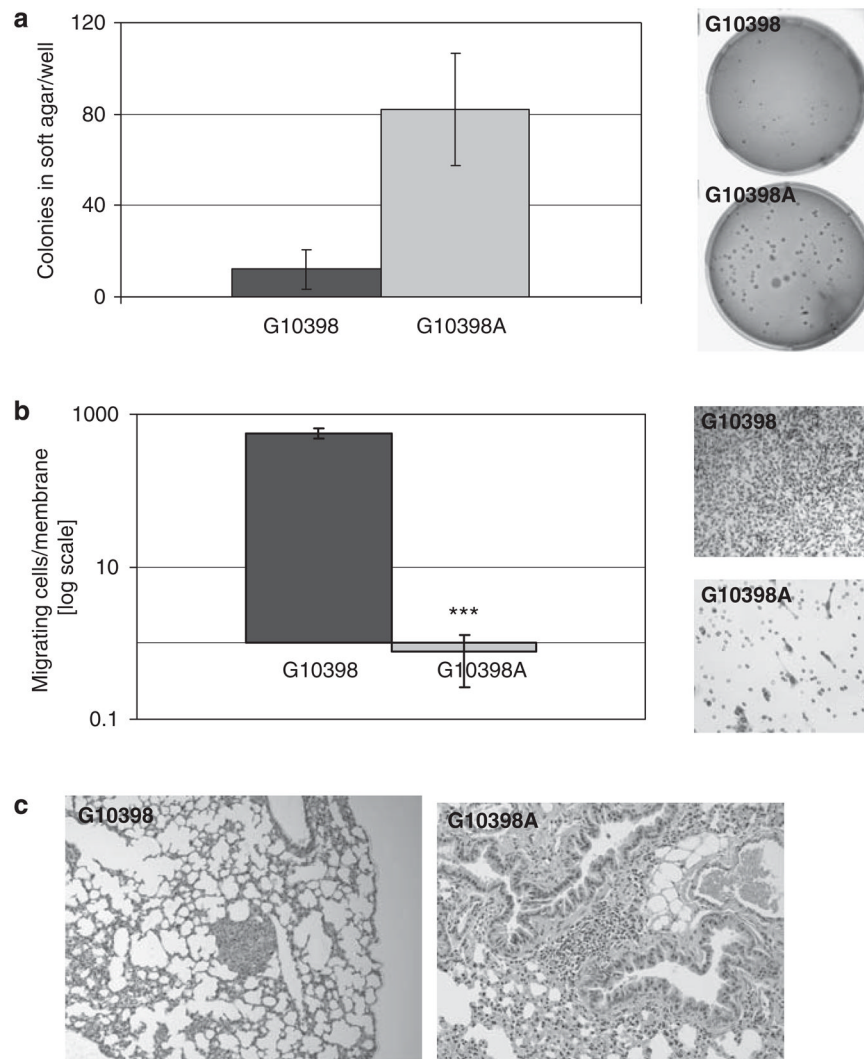 a
120
80
40
0
Colonies in soft agar/well
G10398
G10398A
G10398
G10398A
b
1000
10
0.1
Migrating cells/membrane
[log scale]
***
G10398
G10398A
G10398
G10398A
c
G10398
G10398A